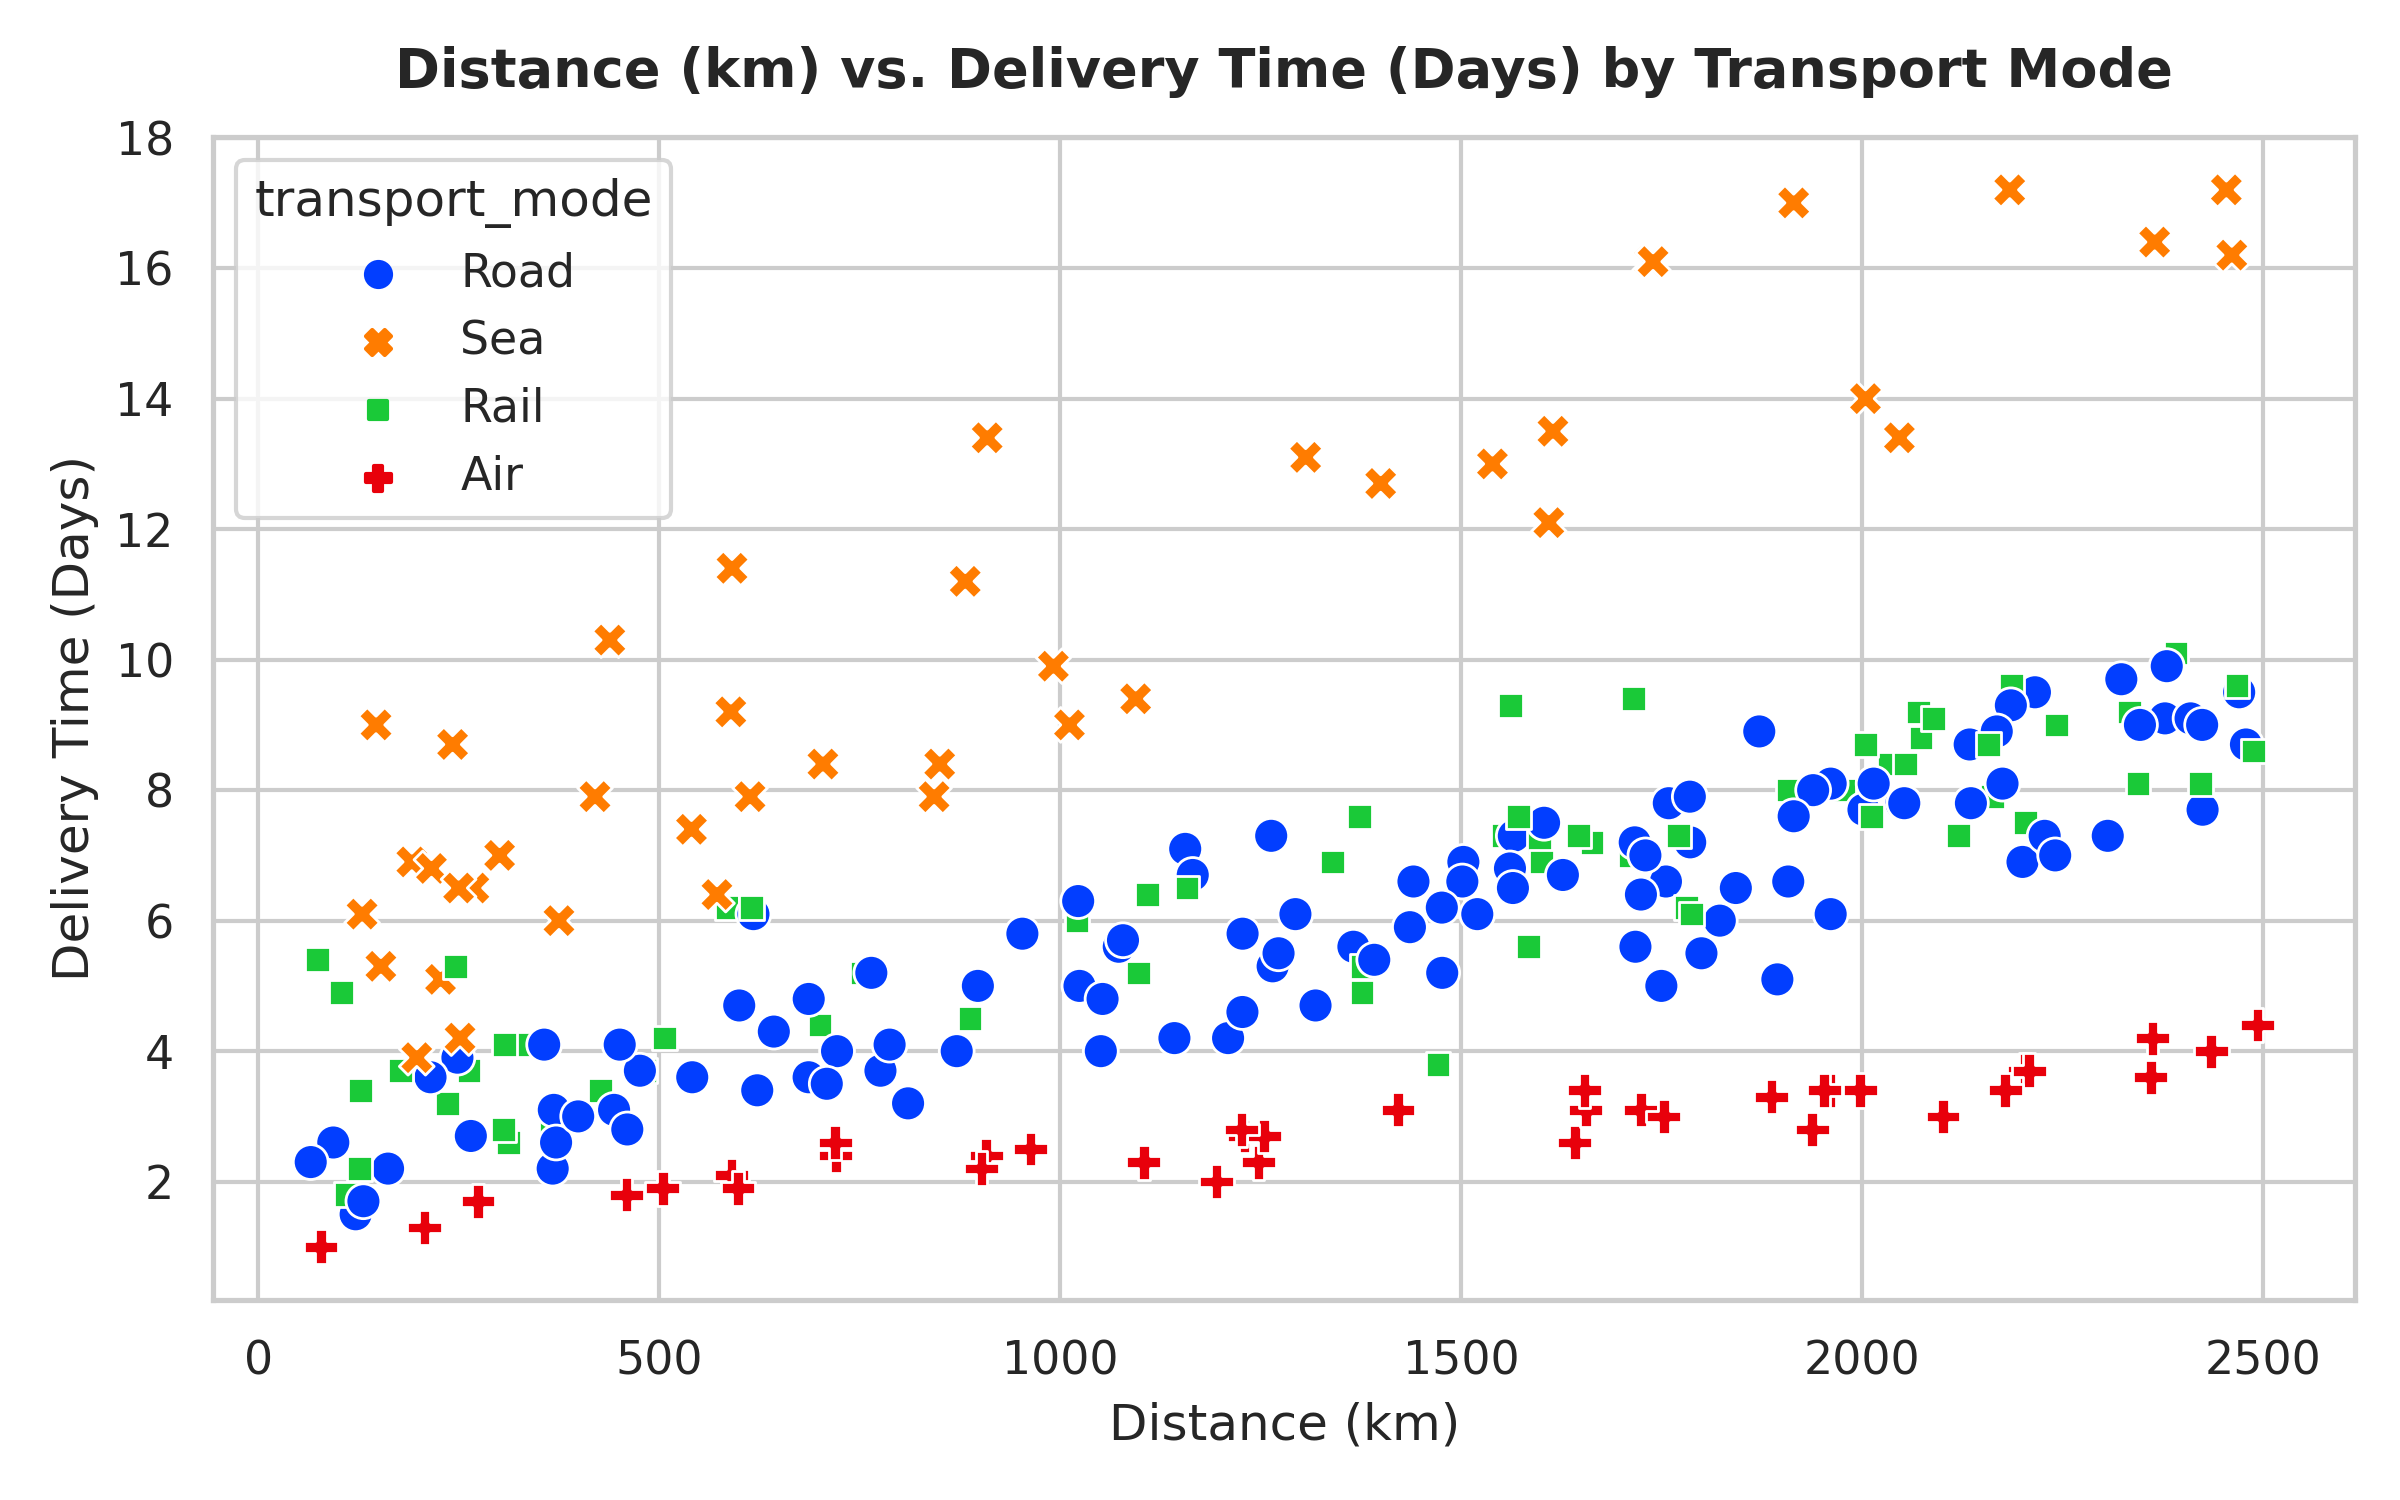 Distance (km) vs. Delivery Time (Days) by Transport Mode
18
16
14
12
10
8
6
4
2
Delivery Time (Days)
transport_mode
Road
Sea
Rail
Air
0 500 1000 1500 2000 2500
Distance (km)